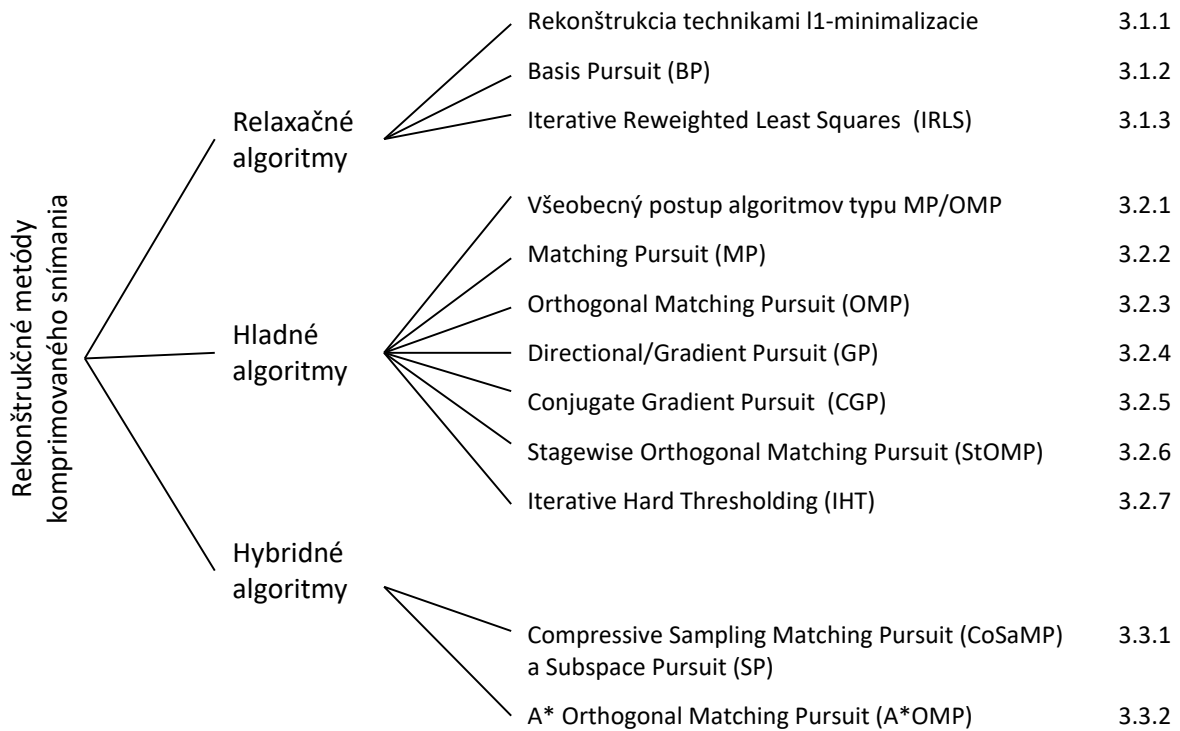 Rekonštrukčné metódy
komprimovaného snímania
Relaxačné
algoritmy
Rekonštrukcia technikami l1-minimalizacie 3.1.1
Basis Pursuit (BP) 3.1.2
Iterative Reweighted Least Squares (IRLS) 3.1.3
Hladné
algoritmy
Všeobecný postup algoritmov typu MP/OMP 3.2.1
Matching Pursuit (MP) 3.2.2
Orthogonal Matching Pursuit (OMP) 3.2.3
Directional/Gradient Pursuit (GP) 3.2.4
Conjugate Gradient Pursuit (CGP) 3.2.5
Stagewise Orthogonal Matching Pursuit (StOMP) 3.2.6
Iterative Hard Thresholding (IHT) 3.2.7
Hybridné
algoritmy
Compressive Sampling Matching Pursuit (CoSaMP) 3.3.1
a Subspace Pursuit (SP)
A* Orthogonal Matching Pursuit (A*OMP) 3.3.2